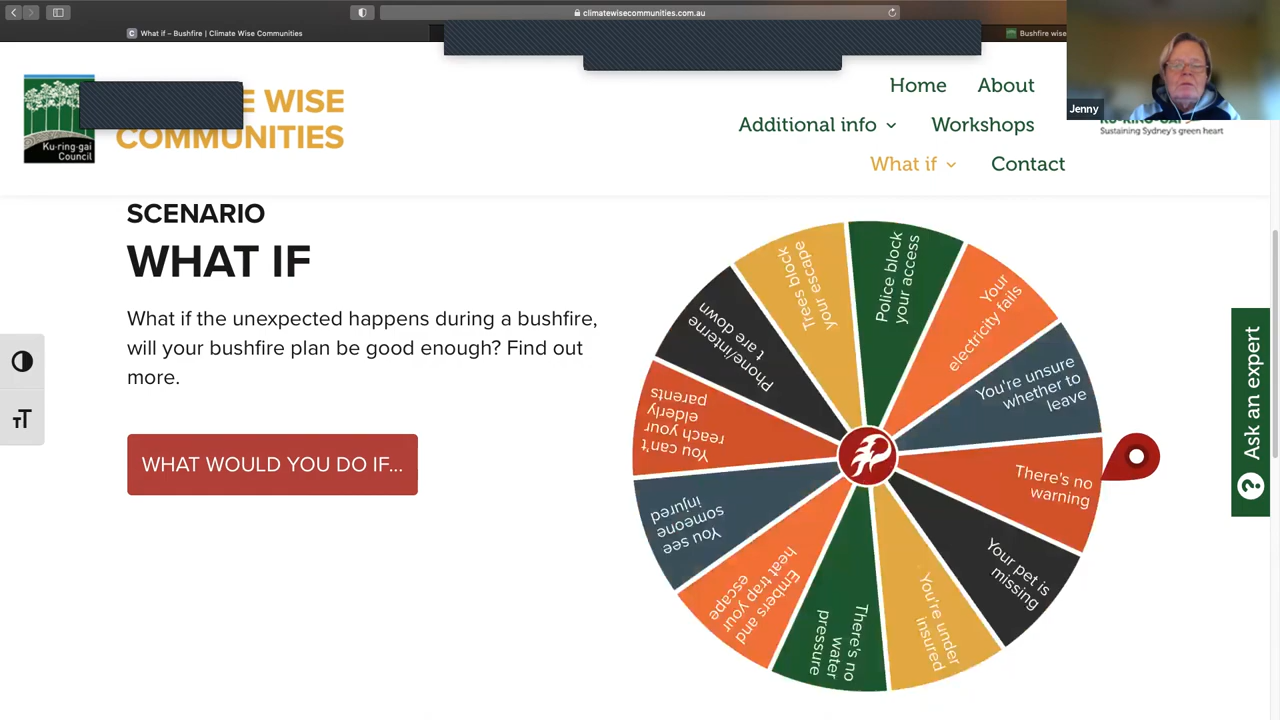 climatewisecommunities.com.au
C What if – Bushfire | Climate Wise Communities
Bushfire wise
Jenny
Ku-ring-gai
Council
E WISE
COMMUNITIES
Home
About
Additional info
Workshops
What if
Contact
Sustaining Sydney's green heart
SCENARIO
WHAT IF
What if the unexpected happens during a bushfire,
will your bushfire plan be good enough? Find out
more.
WHAT WOULD YOU DO IF...
Trees block
your escape
Police block
your access
Your
electricity fails
You're unsure
whether to
leave
There's no
warning
Your pet is
missing
You're under
insured
There's no
water
pressure
Embers and
heat trap your
escape
You see
someone
injured
You can't
reach your
elderly
parents
Phone/interne
t are down
Ask an expert
?
TT